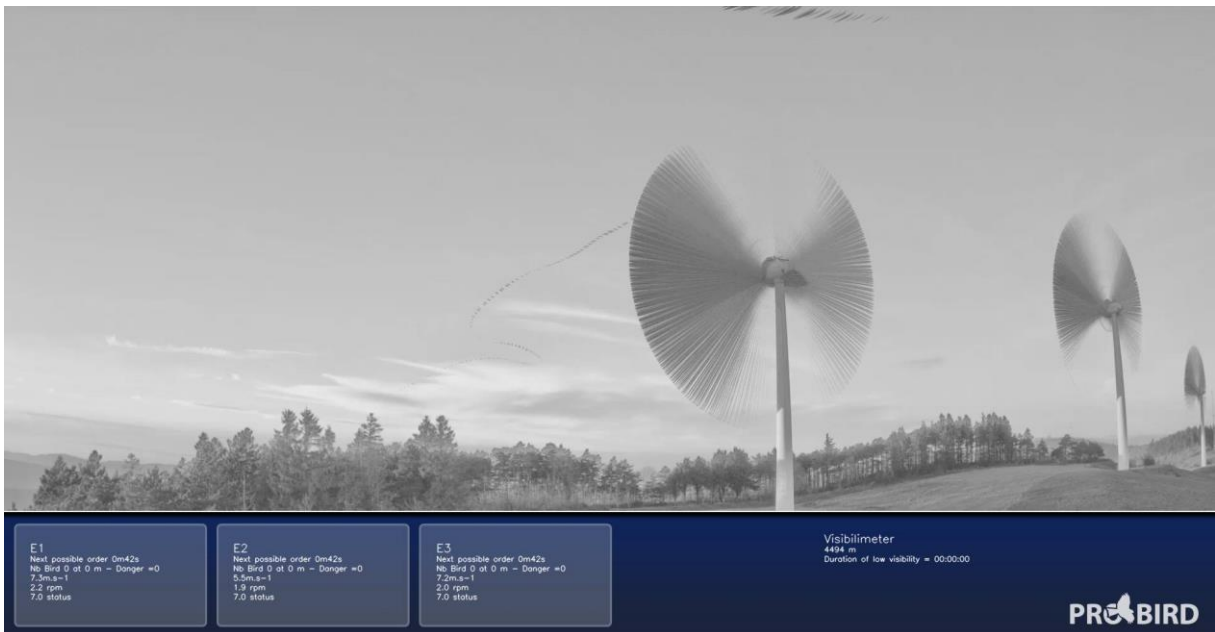 E1
Next possible order 0m42s
Nb Bird 0 at 0 m - Danger =0
7.3m.s-1
2.2 rpm
7.0 status
E2
Next possible order 0m42s
Nb Bird 0 at 0 m - Danger =0
5.5m.s-1
1.9 rpm
7.0 status
E3
Next possible order 0m42s
Nb Bird 0 at 0 m - Danger =0
7.2m.s-1
2.0 rpm
7.0 status
Visibilimeter
4494 m
Duration of low visibility = 00:00:00
PROBIRD